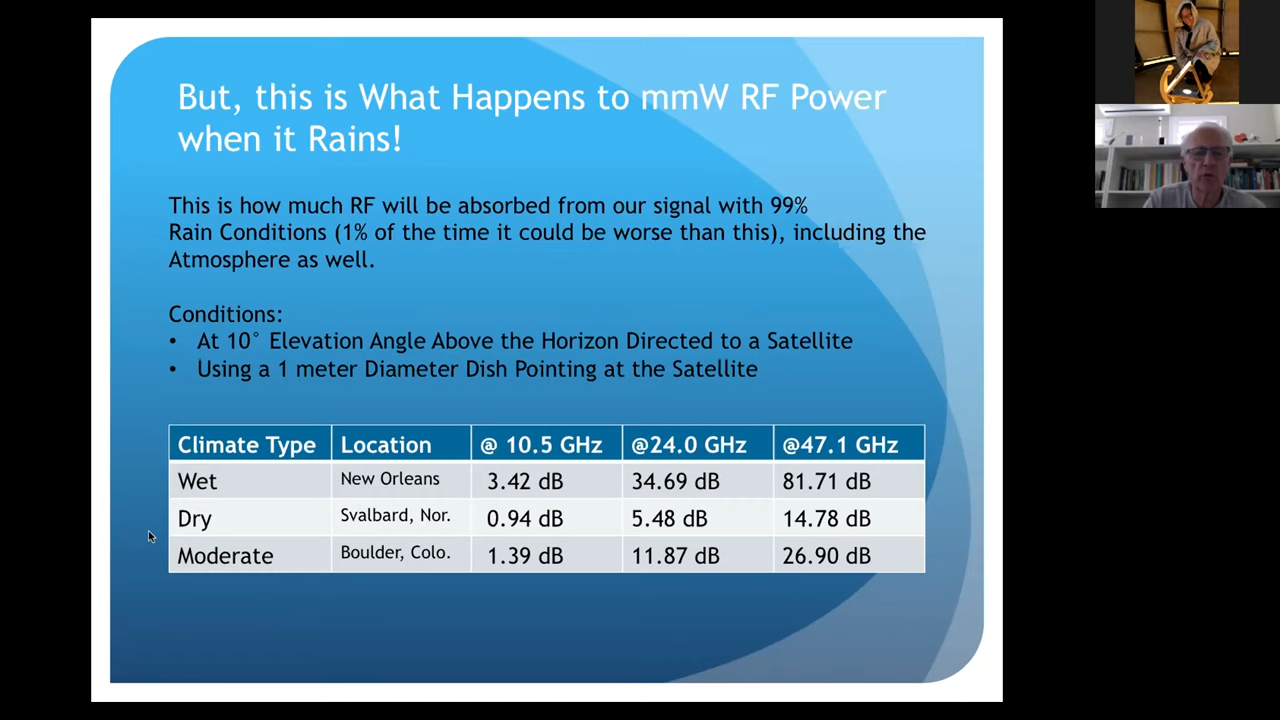 But, this is What Happens to mmW RF Power
when it Rains!
This is how much RF will be absorbed from our signal with 99%
Rain Conditions (1% of the time it could be worse than this), including the
Atmosphere as well.
Conditions:
• At 10° Elevation Angle Above the Horizon Directed to a Satellite
• Using a 1 meter Diameter Dish Pointing at the Satellite
Climate Type Location @ 10.5 GHz @24.0 GHz @47.1 GHz
Wet New Orleans 3.42 dB 34.69 dB 81.71 dB
Dry Svalbard, Nor. 0.94 dB 5.48 dB 14.78 dB
Moderate Boulder, Colo. 1.39 dB 11.87 dB 26.90 dB